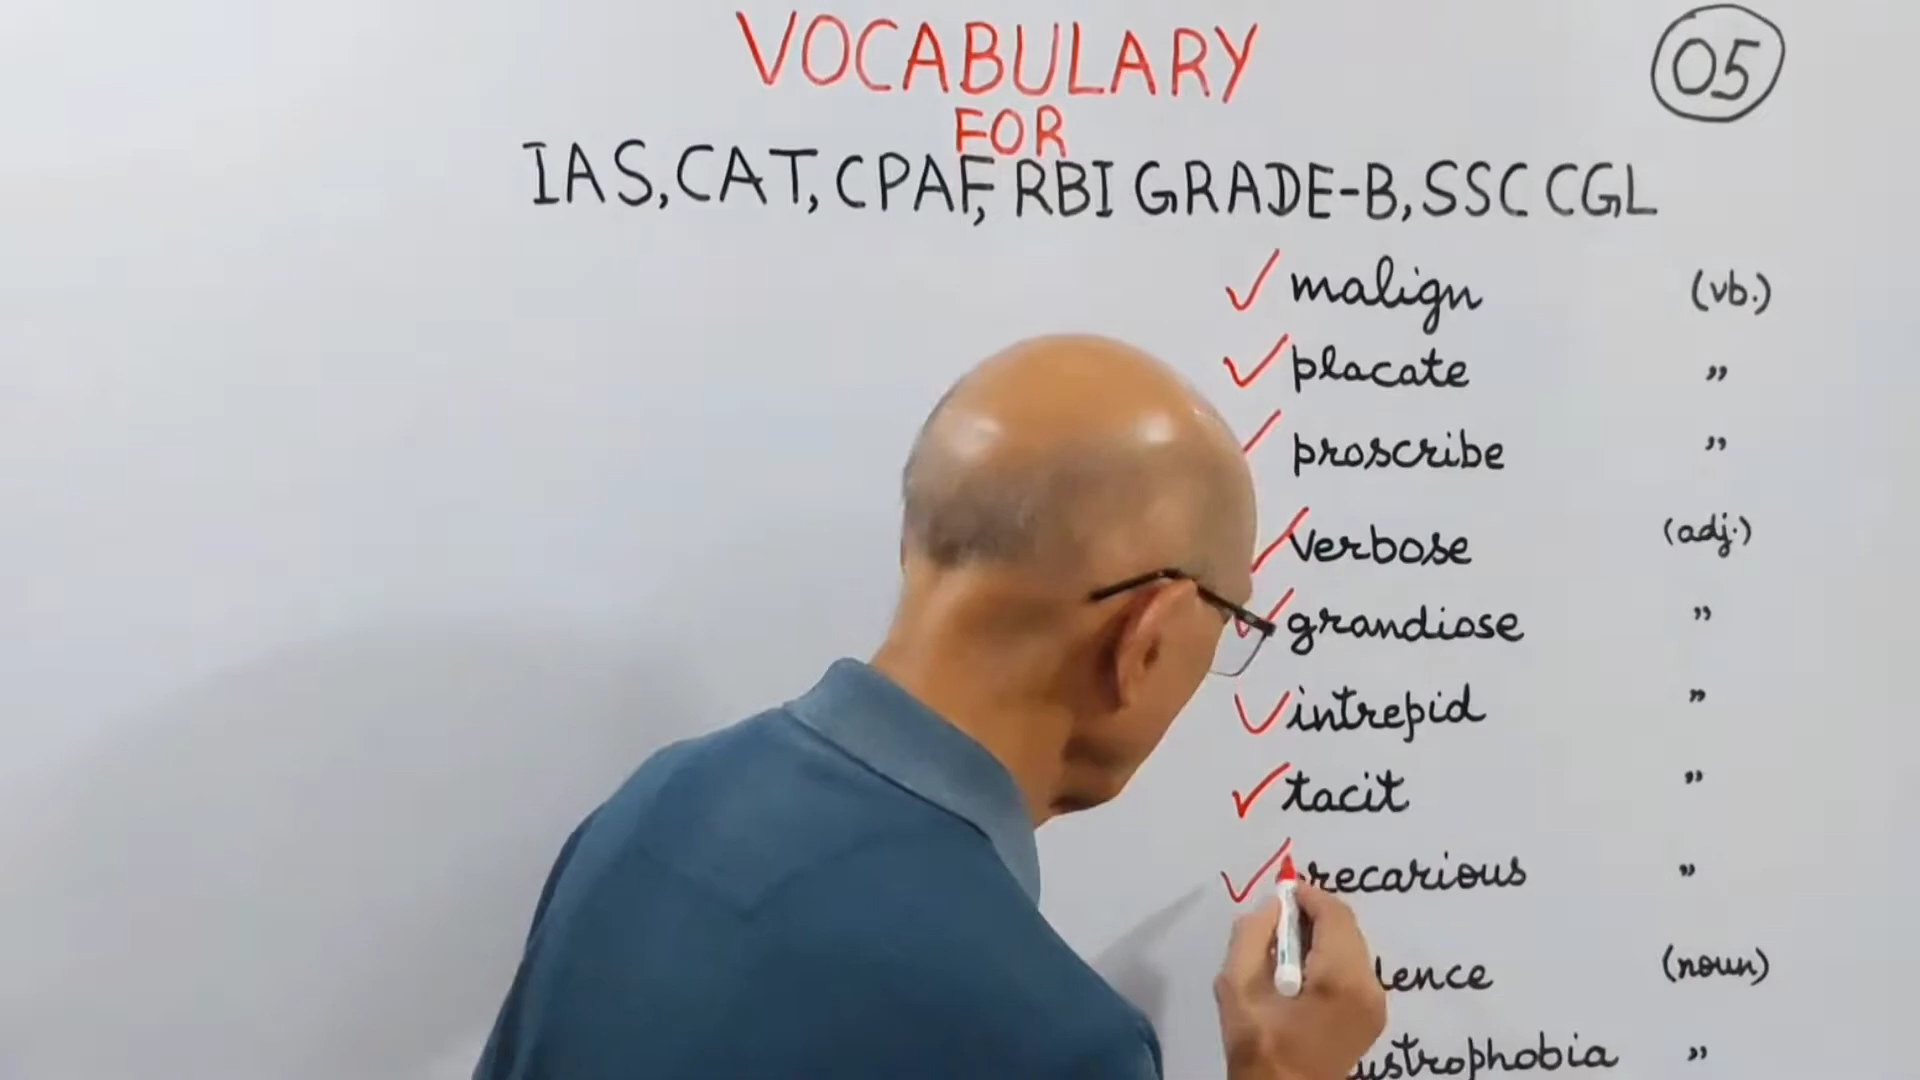 VOCABULARY
05
FOR
IAS, CAT, CPAF, RBI GRADE-B, SSC CGL
malign (vb.)
placate "
proscribe "
verbose (adj.)
grandiose "
intrepid "
tacit "
recarious "
lence (noun)
ustrophobia "